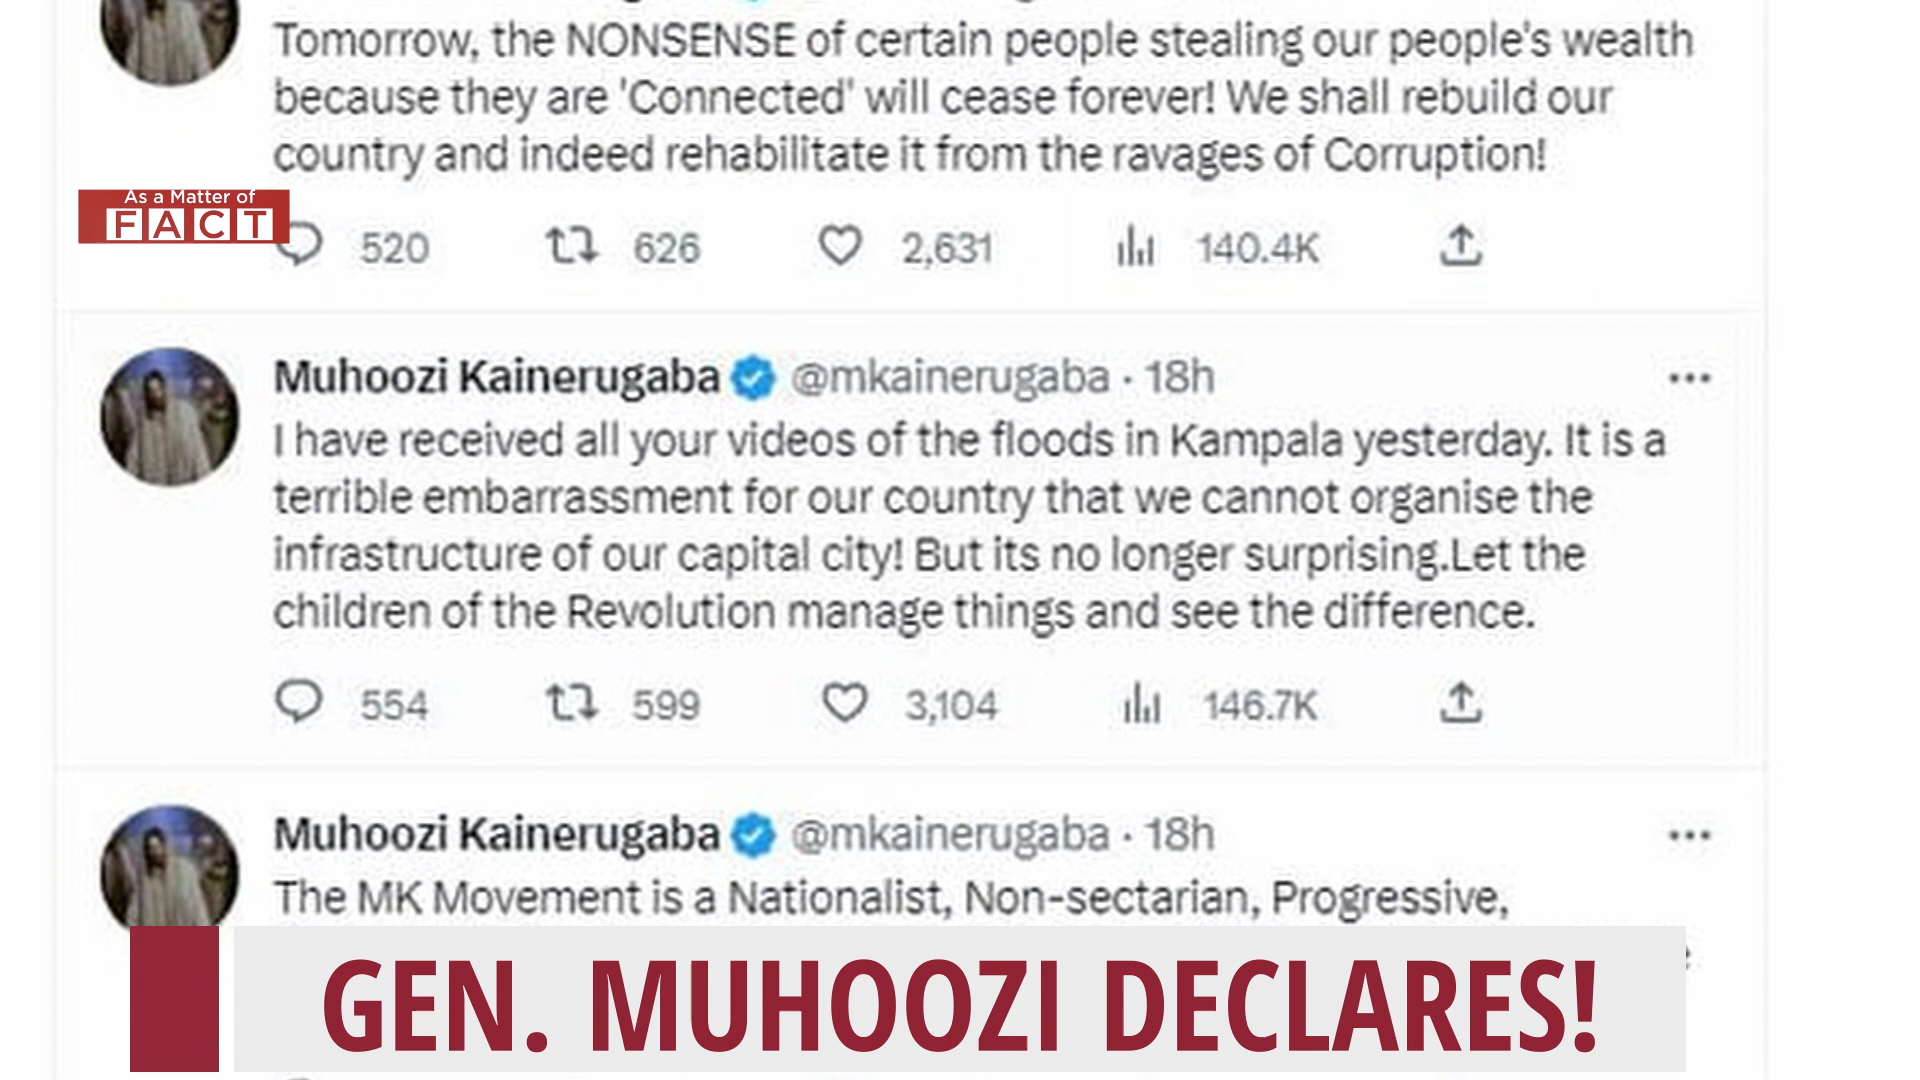 Tomorrow, the NONSENSE of certain people stealing our people's wealth
because they are 'Connected' will cease forever! We shall rebuild our
country and indeed rehabilitate it from the ravages of Corruption!
As a Matter of
FACT
520 626 2,631 140.4K
Muhoozi Kainerugaba @mkainerugaba · 18h
I have received all your videos of the floods in Kampala yesterday. It is a
terrible embarrassment for our country that we cannot organise the
infrastructure of our capital city! But its no longer surprising.Let the
children of the Revolution manage things and see the difference.
554 599 3,104 146.7K
Muhoozi Kainerugaba @mkainerugaba · 18h
The MK Movement is a Nationalist, Non-sectarian, Progressive,
GEN. MUHOOZI DECLARES!